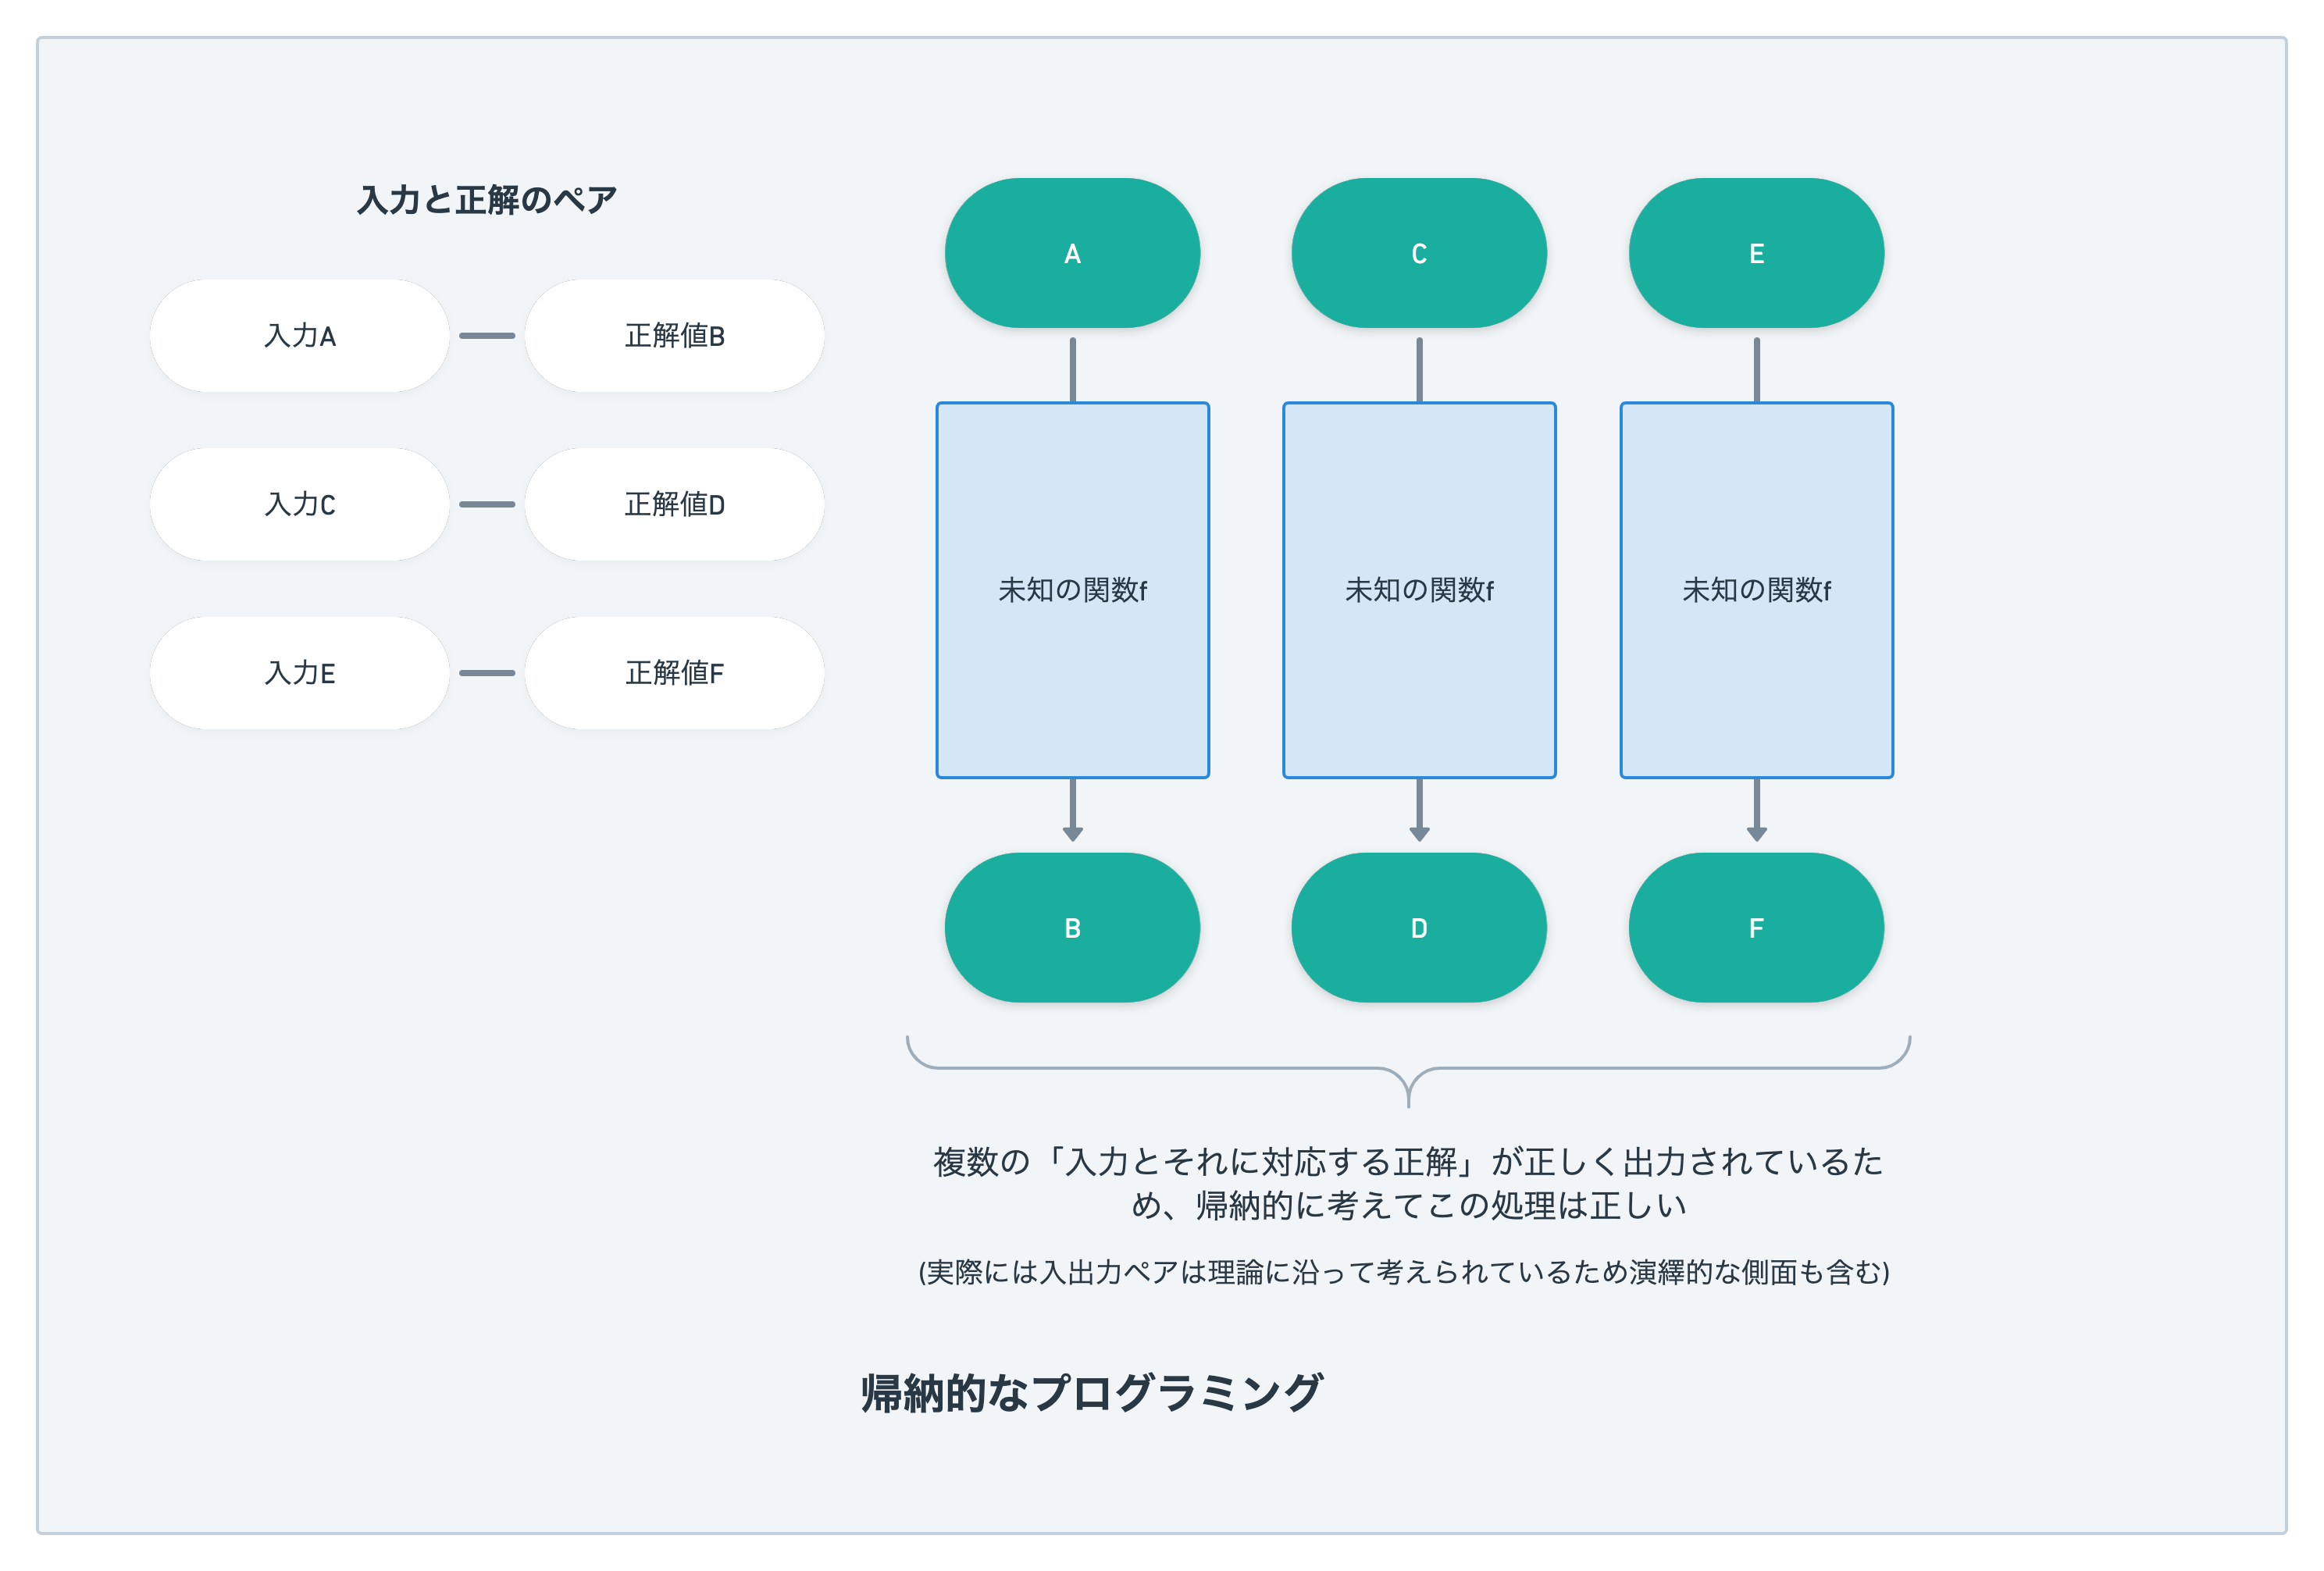 入力と正解のペア
入力A
正解値B
入力C
正解値D
入力E
正解値F
A
C
E
未知の関数f
未知の関数f
未知の関数f
B
D
F
複数の「入力とそれに対応する正解」が正しく出力されているた
め、帰納的に考えてこの処理は正しい
(実際には入出力ペアは理論に沿って考えられているため演繹的な側面も含む)
帰納的なプログラミング